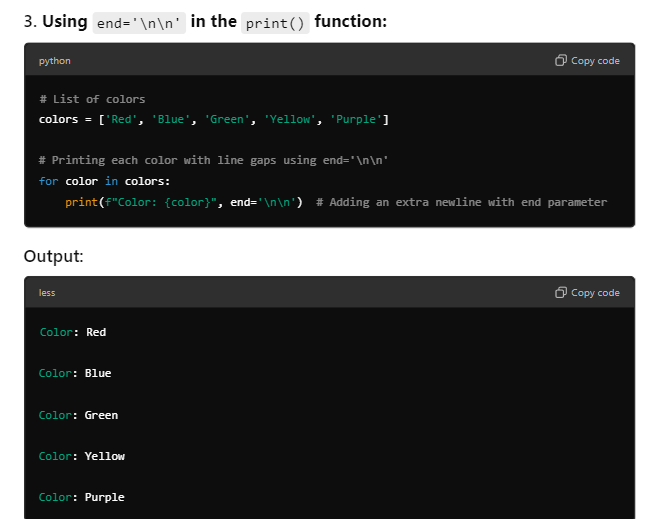 3. Using end='\n\n' in the print() function:
python
Copy code
# List of colors
colors = ['Red', 'Blue', 'Green', 'Yellow', 'Purple']
# Printing each color with line gaps using end='\n\n'
for color in colors:
    print(f"Color: {color}", end='\n\n')  # Adding an extra newline with end parameter
Output:
less
Copy code
Color: Red
Color: Blue
Color: Green
Color: Yellow
Color: Purple